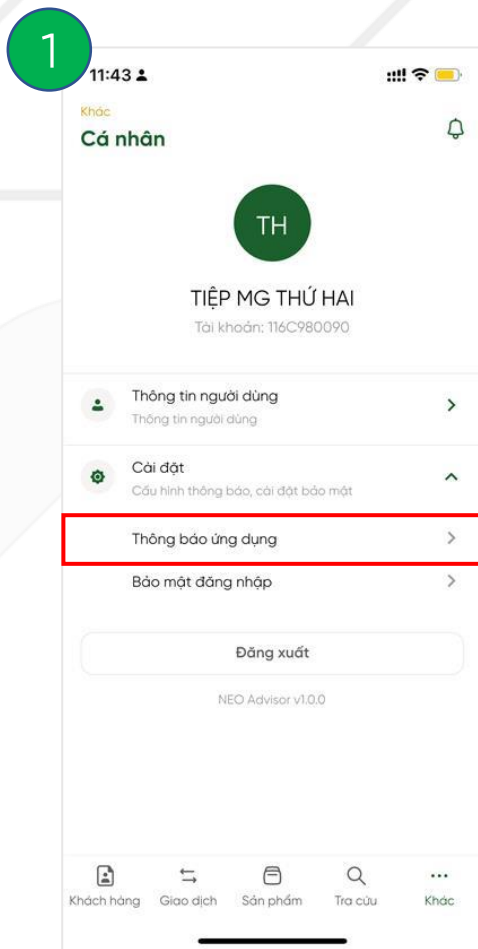 1
11:43
Khác
Cá nhân
TH
TIỆP MG THỨ HAI
Tài khoản: 116C980090
Thông tin người dùng
Thông tin người dùng
Cài đặt
Cấu hình thông báo, cài đặt bảo mật
Thông báo ứng dụng
Bảo mật đăng nhập
Đăng xuất
NEO Advisor v1.0.0
Khách hàng Giao dịch Sản phẩm Tra cứu Khác